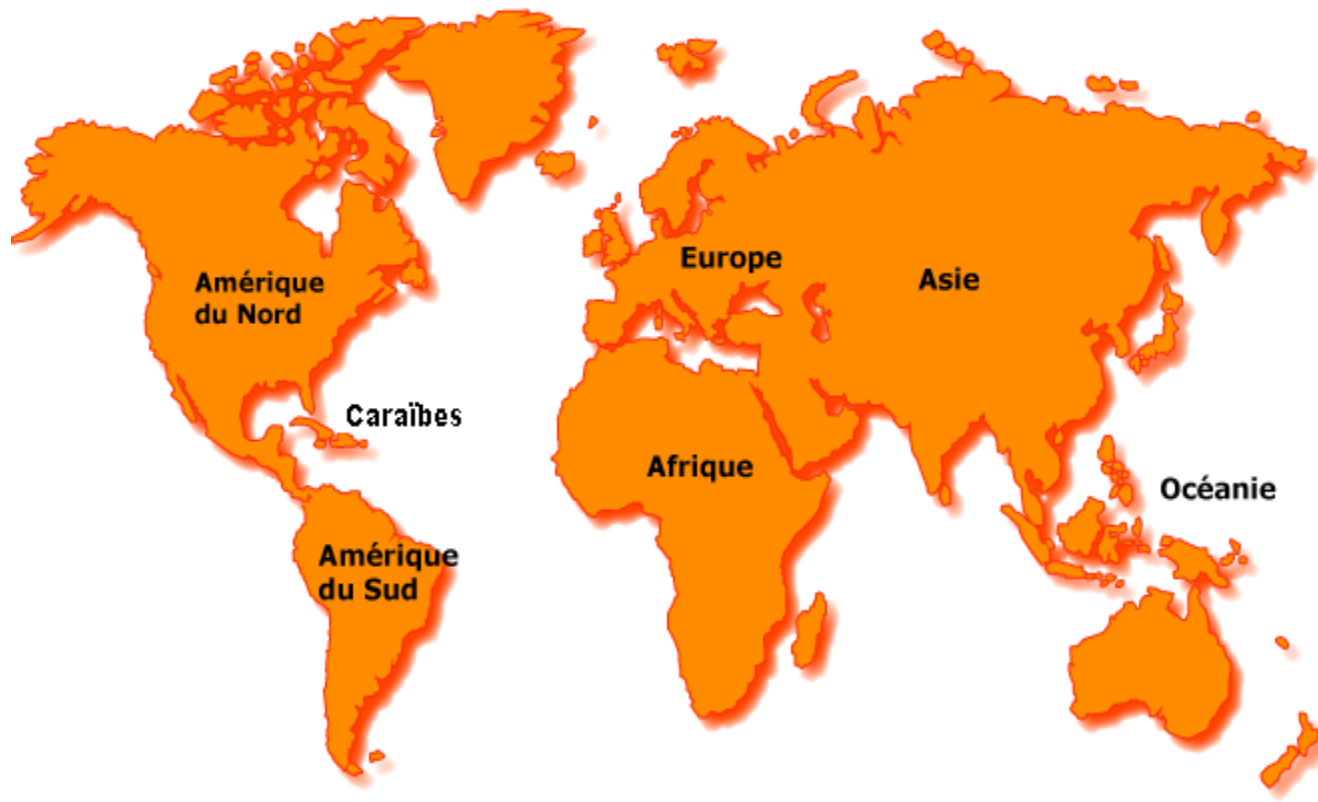 Europe
Asie
Amérique
du Nord
Caraïbes
Afrique
Océanie
Amérique
du Sud